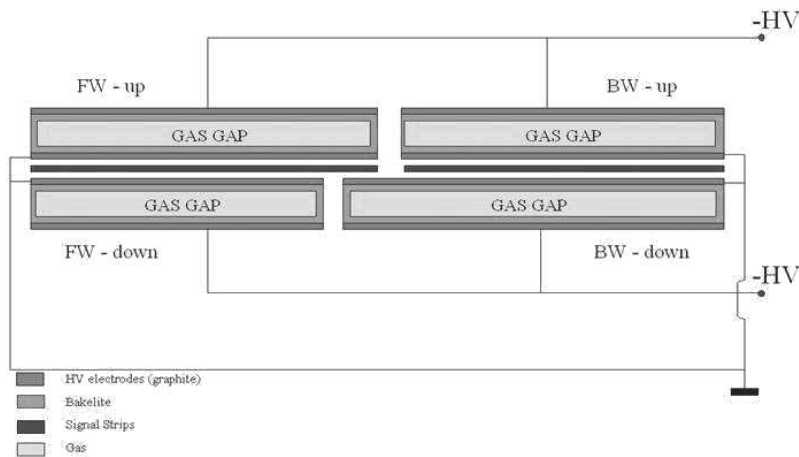 -HV
FW - up
BW - up
GAS GAP
GAS GAP
GAS GAP
GAS GAP
FW - down
BW - down
-HV
HV electrodes (graphite)
Bakelite
Signal Strips
Gas